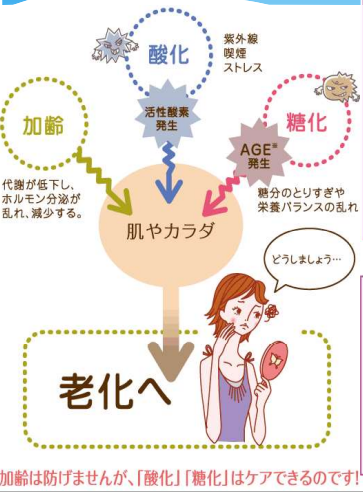 酸化
紫外線
喫煙
ストレス
加齢
活性酸素
発生
糖化
AGE※
発生
代謝が低下し、
ホルモン分泌が
乱れ、減少する。
糖分のとりすぎや
栄養バランスの乱れ
肌やカラダ
どうしましょう…
老化へ
加齢は防げませんが、「酸化」「糖化」はケアできるのです!